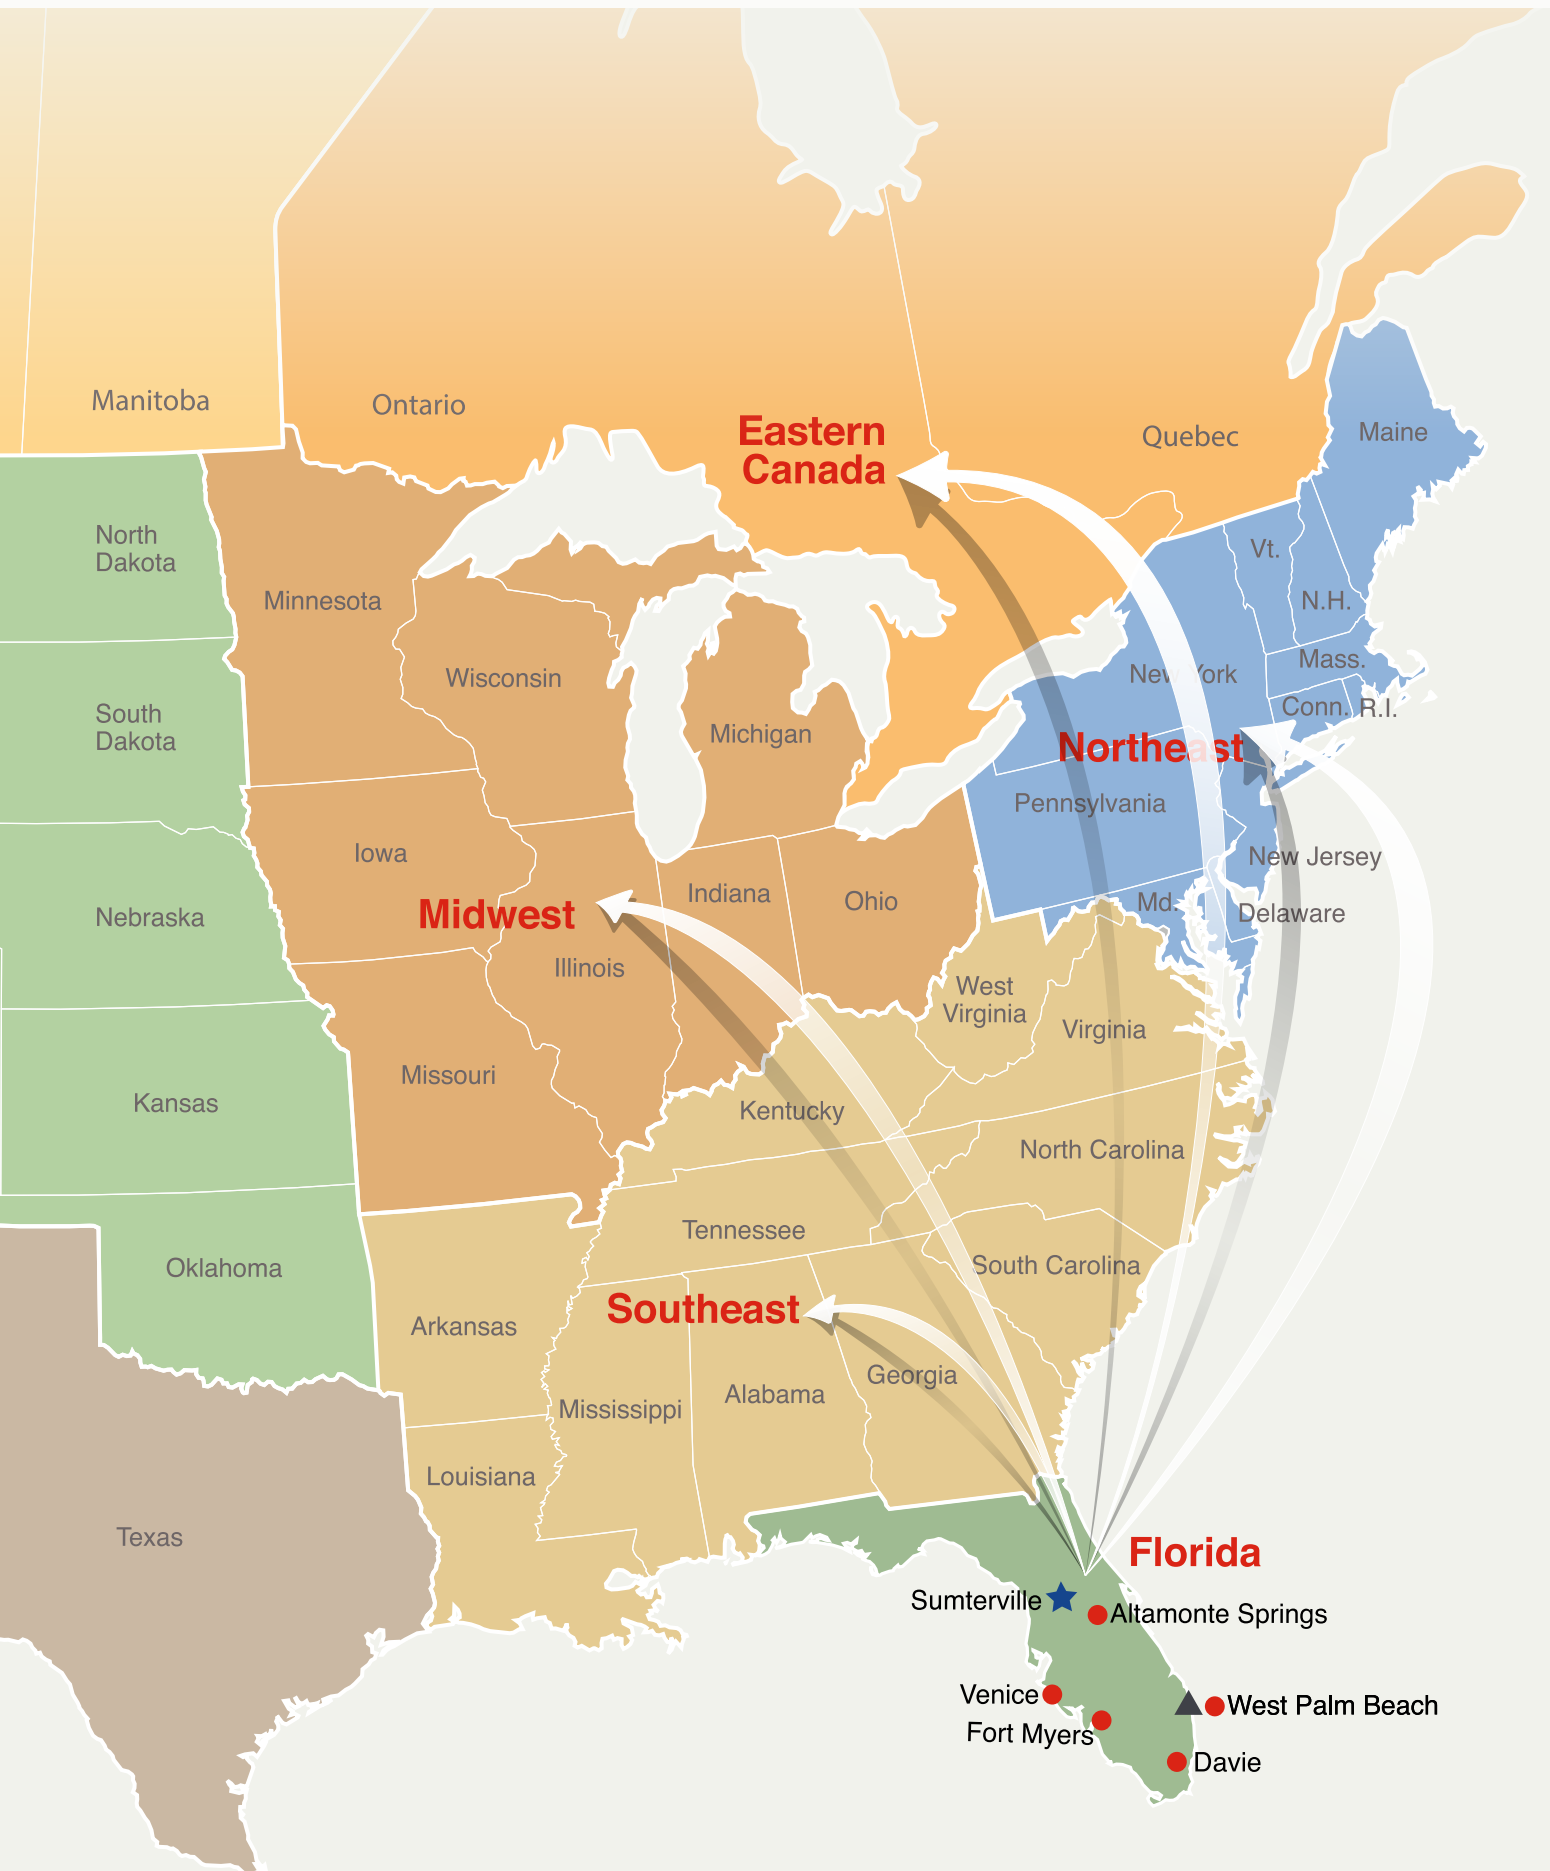 Manitoba
Ontario
Eastern
Canada
Quebec
Maine
North
Dakota
Minnesota
Vt.
N.H.
South
Dakota
Wisconsin
Michigan
New York
Mass.
Conn.
R.I.
Northeast
Pennsylvania
Iowa
New Jersey
Nebraska
Midwest
Indiana
Ohio
Md.
Delaware
Illinois
West
Virginia
Virginia
Kansas
Missouri
Kentucky
North Carolina
Tennessee
Oklahoma
South Carolina
Southeast
Arkansas
Georgia
Mississippi
Alabama
Louisiana
Texas
Florida
Sumterville
Altamonte Springs
Venice
West Palm Beach
Fort Myers
Davie